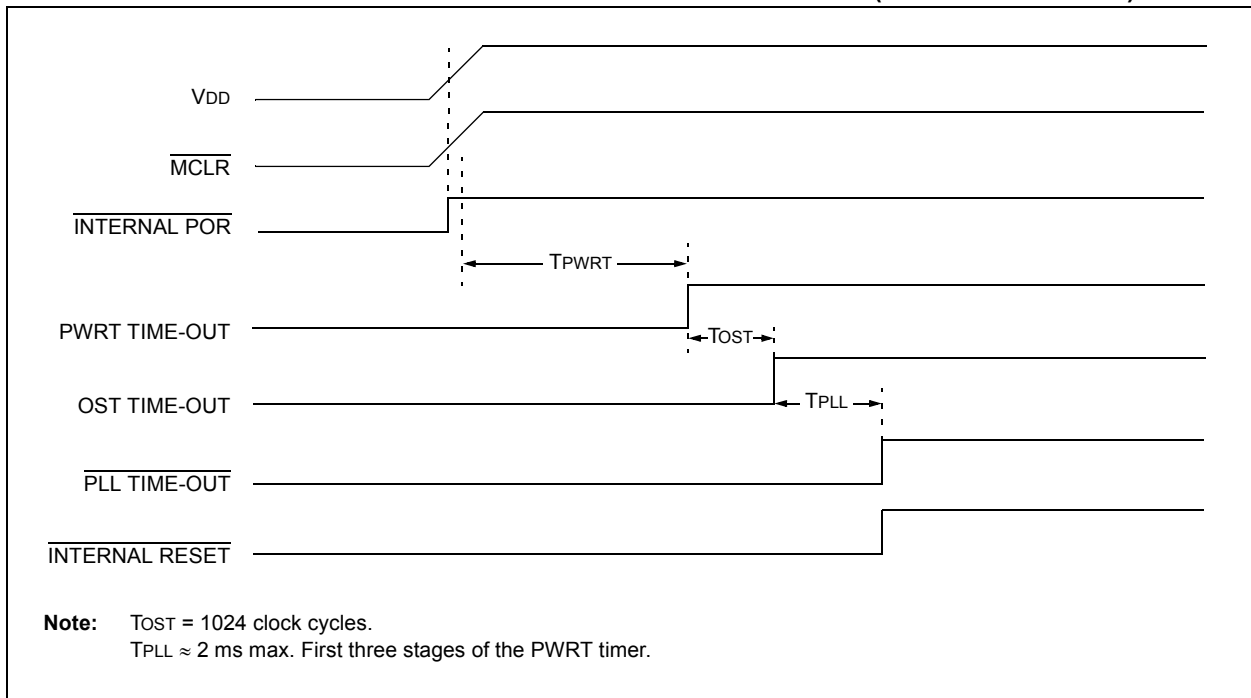 VDD
MCLR
INTERNAL POR
TPWRT
PWRT TIME-OUT
TOST
OST TIME-OUT
TPLL
PLL TIME-OUT
INTERNAL RESET
Note: TOST = 1024 clock cycles.
TPLL ≈ 2 ms max. First three stages of the PWRT timer.